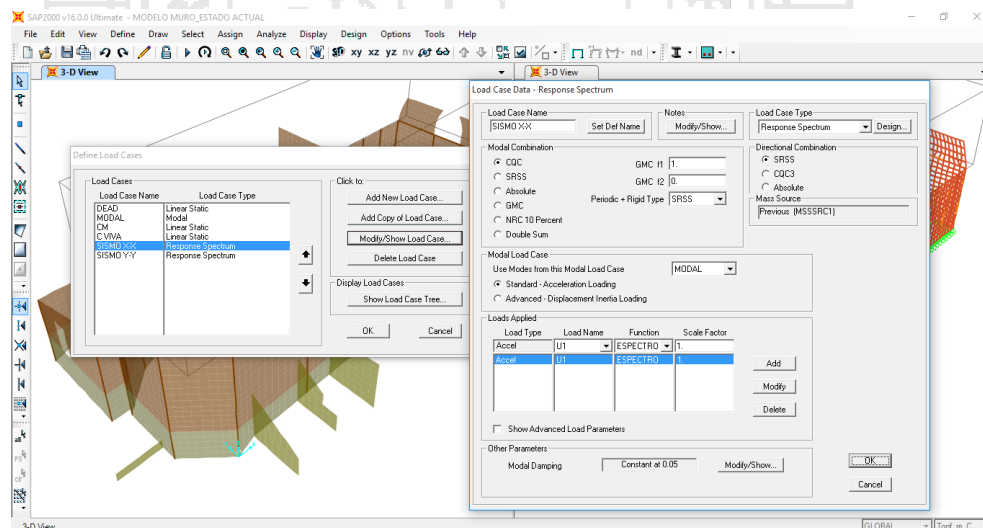 SAP2000 v16.0.0 Ultimate - MODELO MURO_ESTADO ACTUAL
File Edit View Define Draw Select Assign Analyze Display Design Options Tools Help
xy xz yz nv nd
3-D View
3-D View
Define Load Cases
Load Cases
Load Case Name Load Case Type
DEAD Linear Static
MODAL Modal
CM Linear Static
C VIVA Linear Static
SISMO X-X Response Spectrum
SISMO Y-Y Response Spectrum
Click to:
Add New Load Case...
Add Copy of Load Case...
Modify/Show Load Case...
Delete Load Case
Display Load Cases
Show Load Case Tree...
OK Cancel
Load Case Data - Response Spectrum
Load Case Name
SISMO X-X Set Def Name
Notes
Modify/Show...
Load Case Type
Response Spectrum Design...
Modal Combination
CQC
SRSS
Absolute
GMC
NRC 10 Percent
Double Sum
GMC f1 1.
GMC f2 0.
Periodic + Rigid Type SRSS
Directional Combination
SRSS
CQC3
Absolute
Mass Source
Previous (MSSSRC1)
Modal Load Case
Use Modes from this Modal Load Case MODAL
Standard - Acceleration Loading
Advanced - Displacement Inertia Loading
Loads Applied
Load Type Load Name Function Scale Factor
Accel U1 ESPECTRO 1.
Accel U1 ESPECTRO 1.
Add
Modify
Delete
Show Advanced Load Parameters
Other Parameters
Modal Damping Constant at 0.05 Modify/Show...
OK
Cancel
3-D View
GLOBAL Tonf, m, C